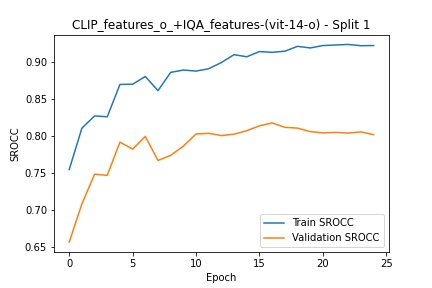 CLIP_features_o_+IQA_features-(vit-14-o) - Split 1
SROCC
0.90
0.85
0.80
0.75
0.70
0.65
0
5
10
15
20
25
Epoch
Train SROCC
Validation SROCC